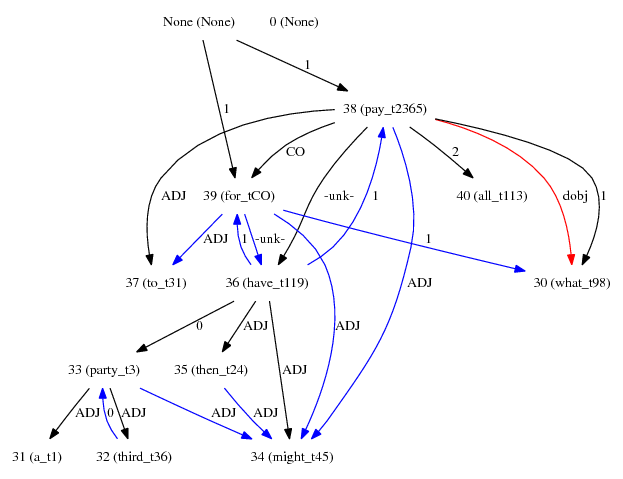 None (None) 0 (None)
1
1
38 (pay_t2365)
CO 2
ADJ 39 (for_tCO) -unk- 1 40 (all_t113) dobj 1
ADJ 1 -unk- 1
37 (to_t31) 36 (have_t119) ADJ 30 (what_t98)
0 ADJ ADJ ADJ
33 (party_t3) 35 (then_t24)
ADJ 0 ADJ ADJ ADJ
31 (a_t1) 32 (third_t36) 34 (might_t45)